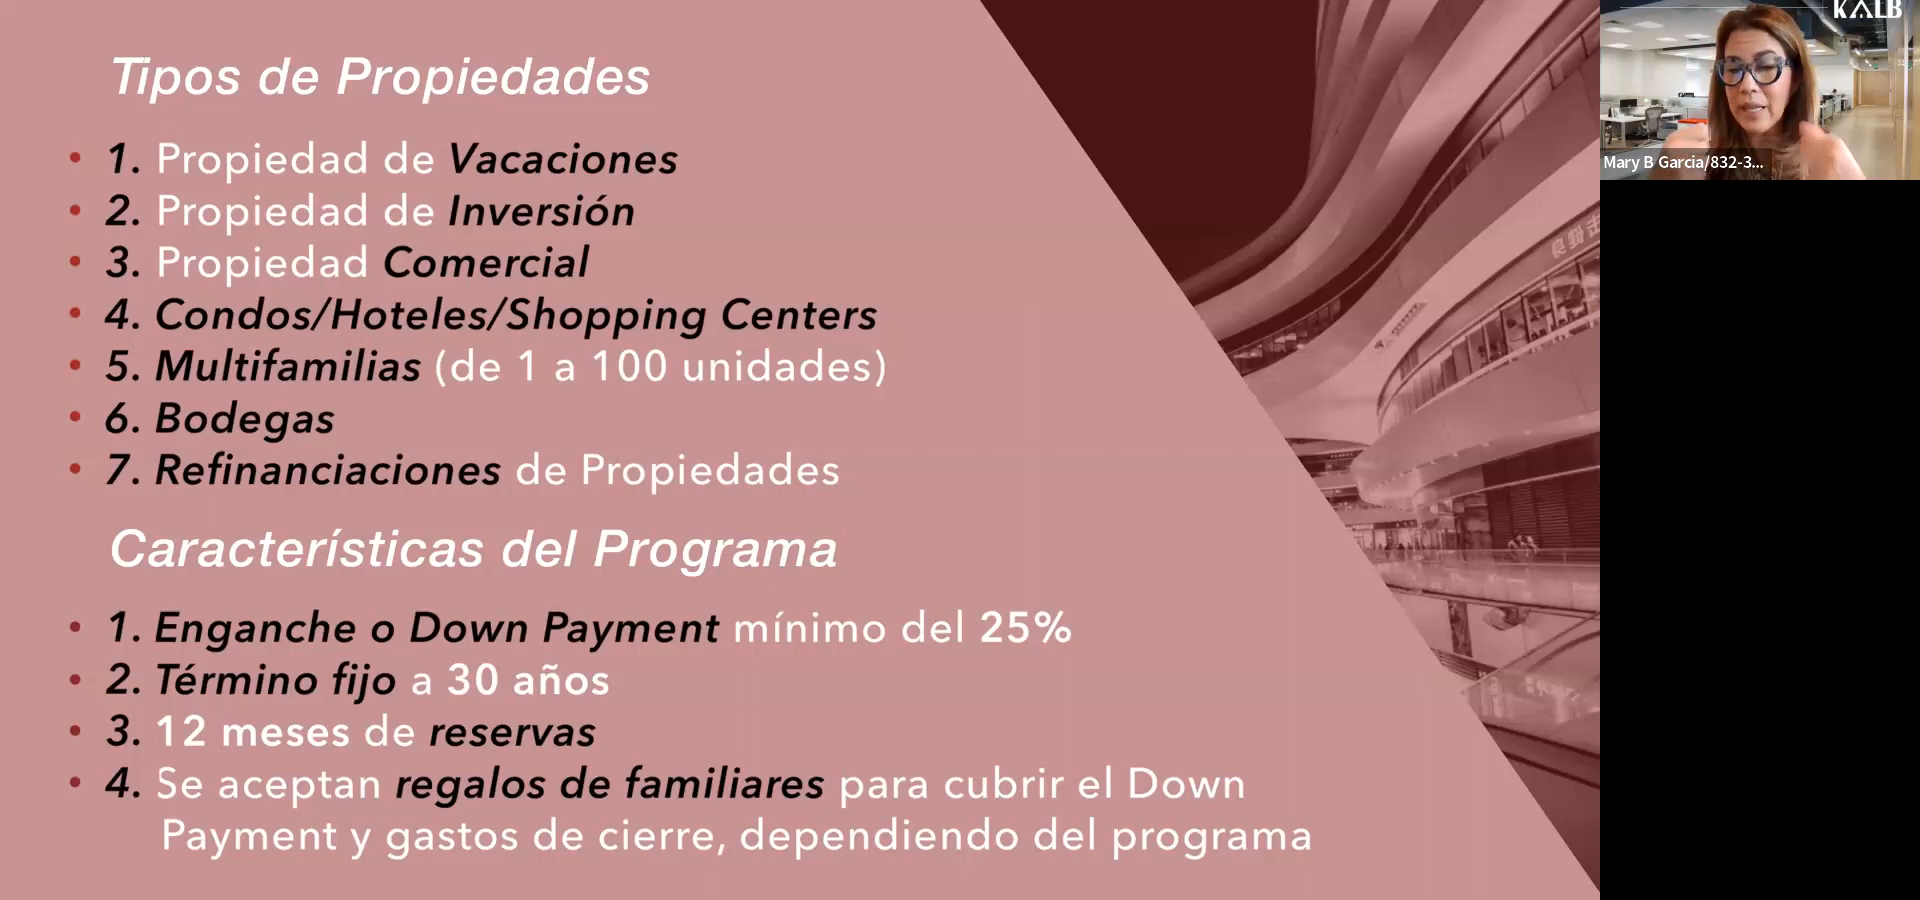 Tipos de Propiedades
• 1. Propiedad de Vacaciones
• 2. Propiedad de Inversión
• 3. Propiedad Comercial
• 4. Condos/Hoteles/Shopping Centers
• 5. Multifamilias (de 1 a 100 unidades)
• 6. Bodegas
• 7. Refinanciaciones de Propiedades
Características del Programa
• 1. Enganche o Down Payment mínimo del 25%
• 2. Término fijo a 30 años
• 3. 12 meses de reservas
• 4. Se aceptan regalos de familiares para cubrir el Down
Payment y gastos de cierre, dependiendo del programa
KALB
Mary B Garcia/832-3...